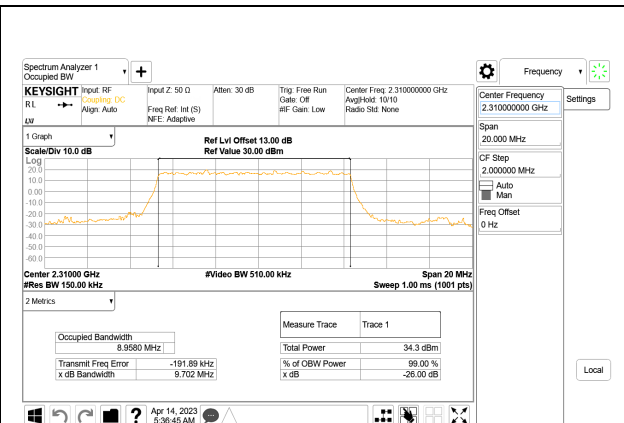 Spectrum Analyzer 1
Occupied BW
+
Frequency
KEYSIGHT
RL
LXI
Input: RF
Coupling: DC
Align: Auto
Input Z: 50 Ω
Freq Ref: Int (S)
NFE: Adaptive
Atten: 30 dB
Trig: Free Run
Gate: Off
#IF Gain: Low
Center Freq: 2.310000000 GHz
Avg|Hold: 10/10
Radio Std: None
Center Frequency
2.310000000 GHz
Settings
Span
20.000 MHz
CF Step
2.000000 MHz
Auto
Man
Freq Offset
0 Hz
Local
1 Graph
Scale/Div 10.0 dB
Ref Lvl Offset 13.00 dB
Ref Value 30.00 dBm
Log
20.0
10.0
0.00
-10.0
-20.0
-30.0
-40.0
-50.0
-60.0
Center 2.31000 GHz
#Video BW 510.00 kHz
Span 20 MHz
#Res BW 150.00 kHz
Sweep 1.00 ms (1001 pts)
2 Metrics
Occupied Bandwidth
8.9580 MHz
Transmit Freq Error -191.89 kHz
x dB Bandwidth 9.702 MHz
Measure Trace Trace 1
Total Power 34.3 dBm
% of OBW Power 99.00 %
x dB -26.00 dB
?
Apr 14, 2023
5:36:45 AM